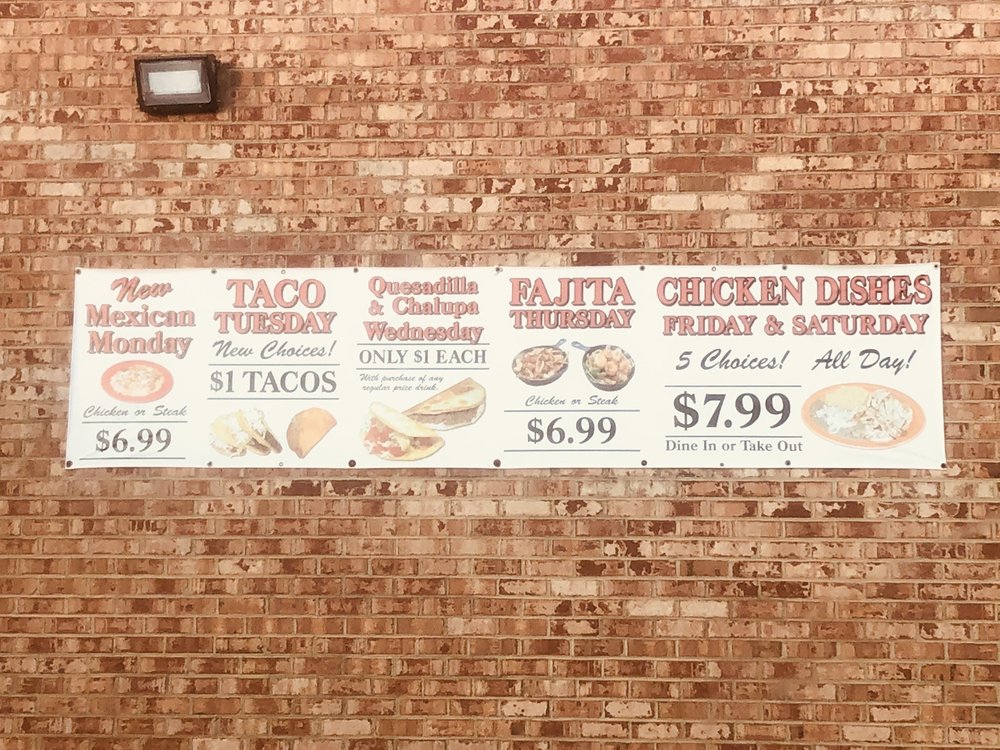 New
Mexican
Monday
Chicken or Steak
$6.99
TACO
TUESDAY
New Choices!
$1 TACOS
Quesadilla
& Chalupa
Wednesday
ONLY $1 EACH
With purchase of any
regular price drink.
FAJITA
THURSDAY
Chicken or Steak
$6.99
CHICKEN DISHES
FRIDAY & SATURDAY
5 Choices! All Day!
$7.99
Dine In or Take Out